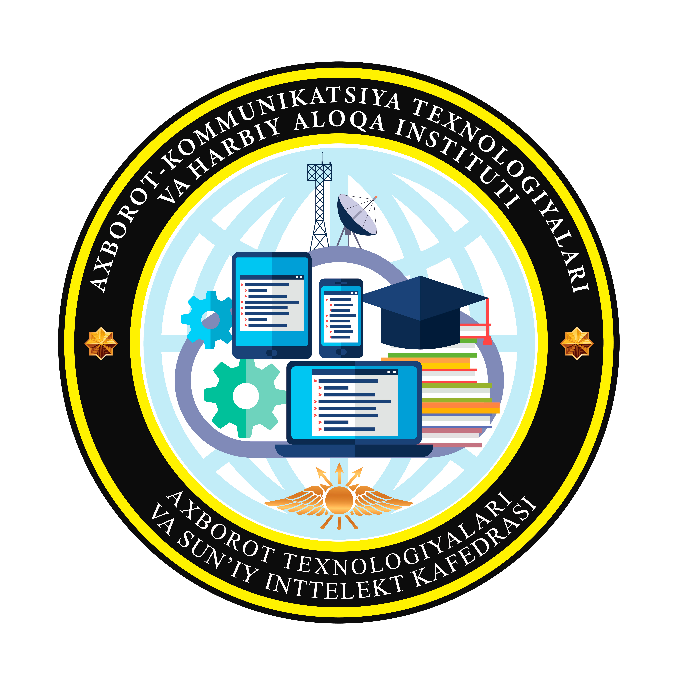 AXBOROT-KOMMUNIKATSIYA TEXNOLOGIYALARI
VA HARBIY ALOQA INSTITUTI
AXBOROT TEXNOLOGIYALARI
VA SUN'IY INTTELEKT KAFEDRASI